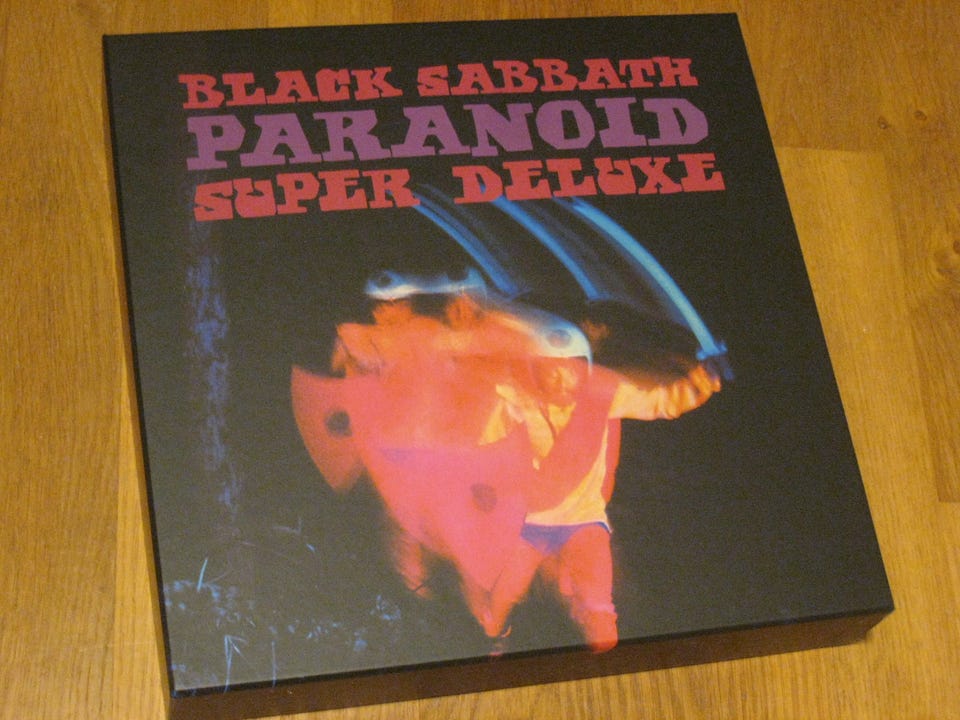 BLACK SABBATH
PARANOID
SUPER DELUXE